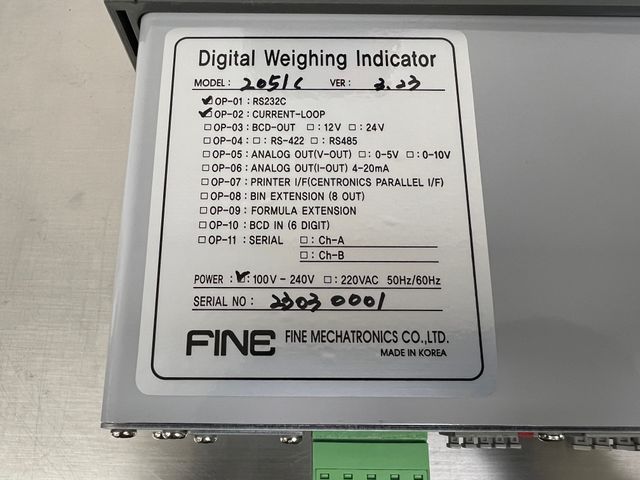 Digital Weighing Indicator
MODEL: 2051C VER: 3.23
☑OP-01 : RS232C
☑OP-02 : CURRENT-LOOP
☐OP-03 : BCD-OUT ☐: 12V ☐: 24V
☐OP-04 : ☐: RS-422 ☐: RS485
☐OP-05 : ANALOG OUT(V-OUT) ☐: 0-5V ☐: 0-10V
☐OP-06 : ANALOG OUT(I-OUT) 4-20mA
☐OP-07 : PRINTER I/F(CENTRONICS PARALLEL I/F)
☐OP-08 : BIN EXTENSION (8 OUT)
☐OP-09 : FORMULA EXTENSION
☐OP-10 : BCD IN (6 DIGIT)
☐OP-11 : SERIAL ☐: Ch-A
☐: Ch-B
POWER : ☑: 100V - 240V ☐: 220VAC 50Hz/60Hz
SERIAL NO : 23030001
FINE FINE MECHATRONICS CO.,LTD.
MADE IN KOREA